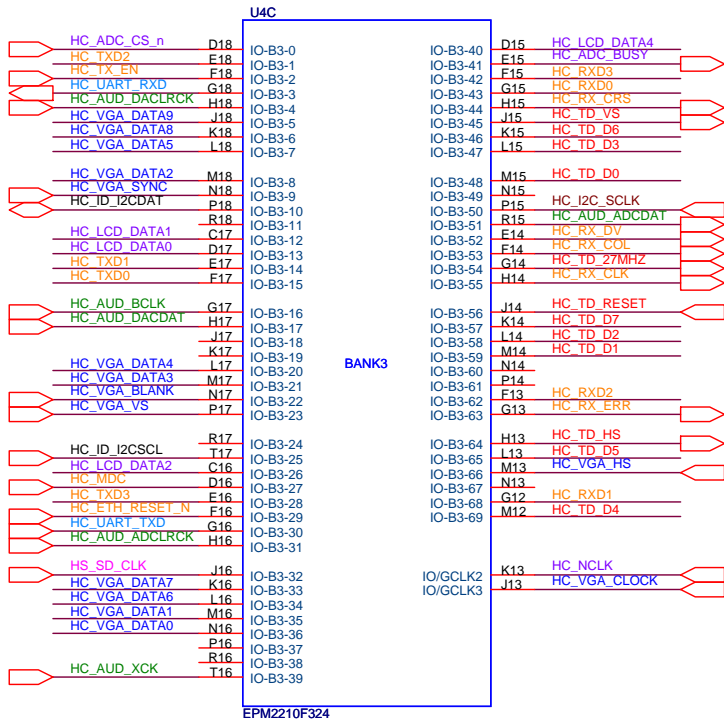 U4C
HC_ADC_CS_n D18 IO-B3-0
HC_TXD2 E18 IO-B3-1
HC_TX_EN F18 IO-B3-2
HC_UART_RXD G18 IO-B3-3
HC_AUD_DACLRCK H18 IO-B3-4
HC_VGA_DATA9 J18 IO-B3-5
HC_VGA_DATA8 K18 IO-B3-6
HC_VGA_DATA5 L18 IO-B3-7
HC_VGA_DATA2 M18 IO-B3-8
HC_VGA_SYNC N18 IO-B3-9
HC_ID_I2CDAT P18 IO-B3-10
R18 IO-B3-11
HC_LCD_DATA1 C17 IO-B3-12
HC_LCD_DATA0 D17 IO-B3-13
HC_TXD1 E17 IO-B3-14
HC_TXD0 F17 IO-B3-15
HC_AUD_BCLK G17 IO-B3-16
HC_AUD_DACDAT H17 IO-B3-17
J17 IO-B3-18
K17 IO-B3-19
HC_VGA_DATA4 L17 IO-B3-20
HC_VGA_DATA3 M17 IO-B3-21
HC_VGA_BLANK N17 IO-B3-22
HC_VGA_VS P17 IO-B3-23
R17 IO-B3-24
HC_ID_I2CSCL T17 IO-B3-25
HC_LCD_DATA2 C16 IO-B3-26
HC_MDC D16 IO-B3-27
HC_TXD3 E16 IO-B3-28
HC_ETH_RESET_N F16 IO-B3-29
HC_UART_TXD G16 IO-B3-30
HC_AUD_ADCLRCK H16 IO-B3-31
HS_SD_CLK J16 IO-B3-32
HC_VGA_DATA7 K16 IO-B3-33
HC_VGA_DATA6 L16 IO-B3-34
HC_VGA_DATA1 M16 IO-B3-35
HC_VGA_DATA0 N16 IO-B3-36
P16 IO-B3-37
R16 IO-B3-38
HC_AUD_XCK T16 IO-B3-39
BANK3
IO-B3-40 D15 HC_LCD_DATA4
IO-B3-41 E15 HC_ADC_BUSY
IO-B3-42 F15 HC_RXD3
IO-B3-43 G15 HC_RXD0
IO-B3-44 H15 HC_RX_CRS
IO-B3-45 J15 HC_TD_VS
IO-B3-46 K15 HC_TD_D6
IO-B3-47 L15 HC_TD_D3
IO-B3-48 M15 HC_TD_D0
IO-B3-49 N15
IO-B3-50 P15 HC_I2C_SCLK
IO-B3-51 R15 HC_AUD_ADCDAT
IO-B3-52 E14 HC_RX_DV
IO-B3-53 F14 HC_RX_COL
IO-B3-54 G14 HC_TD_27MHZ
IO-B3-55 H14 HC_RX_CLK
IO-B3-56 J14 HC_TD_RESET
IO-B3-57 K14 HC_TD_D7
IO-B3-58 L14 HC_TD_D2
IO-B3-59 M14 HC_TD_D1
IO-B3-60 N14
IO-B3-61 P14
IO-B3-62 F13 HC_RXD2
IO-B3-63 G13 HC_RX_ERR
IO-B3-64 H13 HC_TD_HS
IO-B3-65 L13 HC_TD_D5
IO-B3-66 M13 HC_VGA_HS
IO-B3-67 N13
IO-B3-68 G12 HC_RXD1
IO-B3-69 M12 HC_TD_D4
IO/GCLK2 K13 HC_NCLK
IO/GCLK3 J13 HC_VGA_CLOCK
EPM2210F324